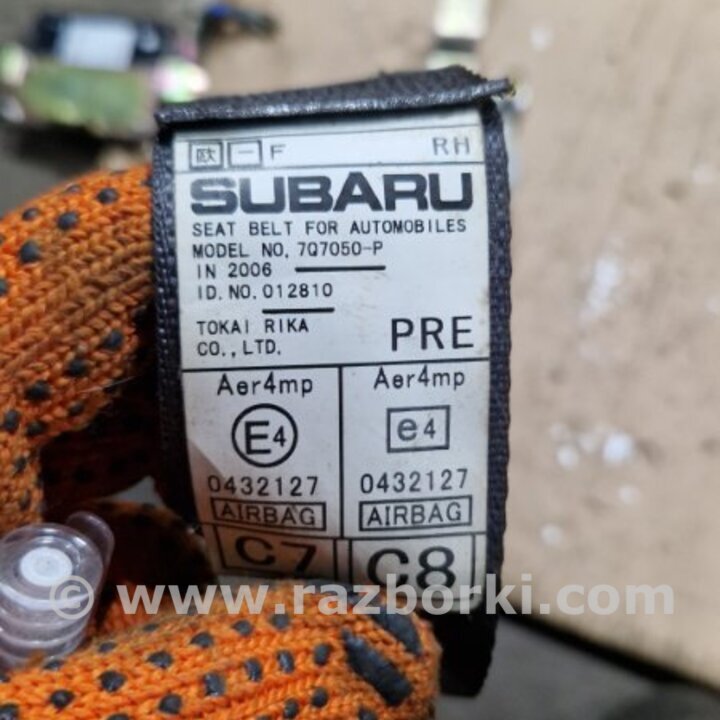 欧 一 F RH
SUBARU
SEAT BELT FOR AUTOMOBILES
MODEL NO. 7Q7050-P
IN 2006
ID. NO. 012810
TOKAI RIKA
CO., LTD.
PRE
Aer4mp Aer4mp
E4 e4
0432127 0432127
AIRBAG AIRBAG
C7 C8
© www.razborki.com